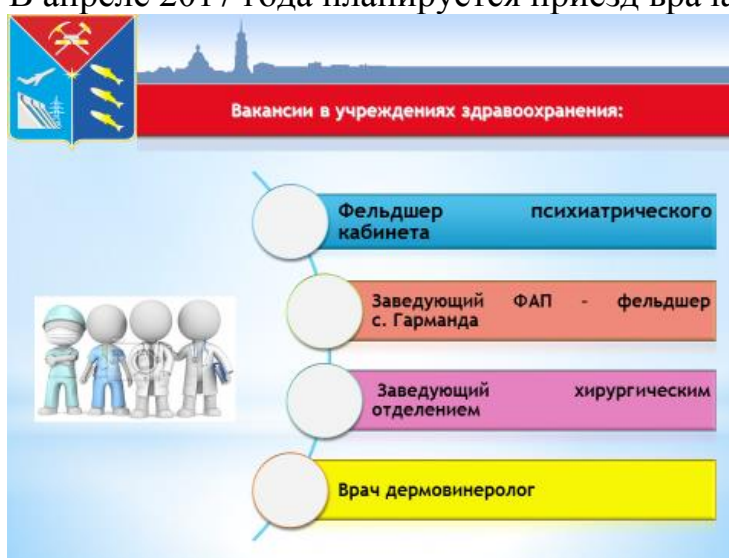 В апреле 2017 года планируется приезд врача
Вакансии в учреждениях здравоохранения:
Фельдшер психиатрического
кабинета
Заведующий ФАП - фельдшер
с. Гарманда
Заведующий хирургическим
отделением
Врач дермовинеролог